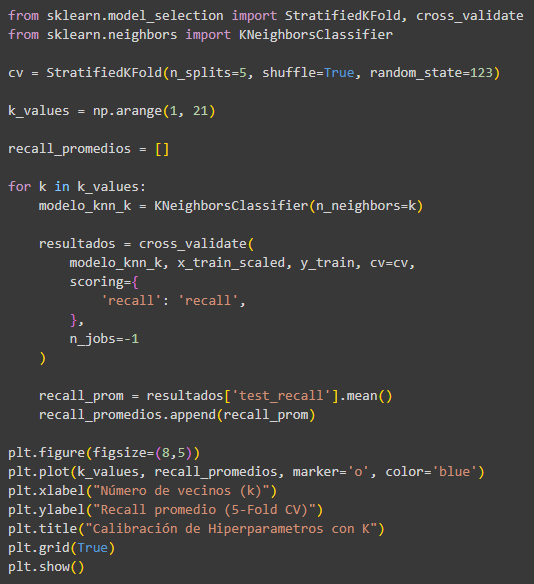 from sklearn.model_selection import StratifiedKFold, cross_validate
from sklearn.neighbors import KNeighborsClassifier

cv = StratifiedKFold(n_splits=5, shuffle=True, random_state=123)

k_values = np.arange(1, 21)

recall_promedios = []

for k in k_values:
    modelo_knn_k = KNeighborsClassifier(n_neighbors=k)

    resultados = cross_validate(
        modelo_knn_k, x_train_scaled, y_train, cv=cv,
        scoring={
            'recall': 'recall',
        },
        n_jobs=-1
    )

    recall_prom = resultados['test_recall'].mean()
    recall_promedios.append(recall_prom)

plt.figure(figsize=(8,5))
plt.plot(k_values, recall_promedios, marker='o', color='blue')
plt.xlabel("Número de vecinos (k)")
plt.ylabel("Recall promedio (5-Fold CV)")
plt.title("Calibración de Hiperparametros con K")
plt.grid(True)
plt.show()